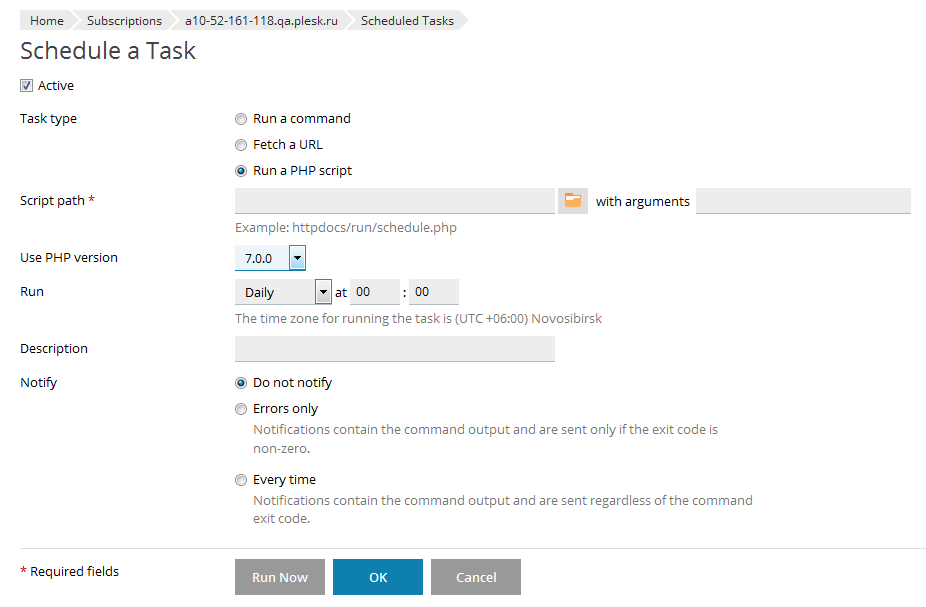 Home Subscriptions a10-52-161-118.qa.plesk.ru Scheduled Tasks
Schedule a Task
Active
Task type
Run a command
Fetch a URL
Run a PHP script
Script path * with arguments
Example: httpdocs/run/schedule.php
Use PHP version 7.0.0
Run Daily at 00 : 00
The time zone for running the task is (UTC +06:00) Novosibirsk
Description
Notify Do not notify
Errors only
Notifications contain the command output and are sent only if the exit code is
non-zero.
Every time
Notifications contain the command output and are sent regardless of the command
exit code.
* Required fields Run Now OK Cancel